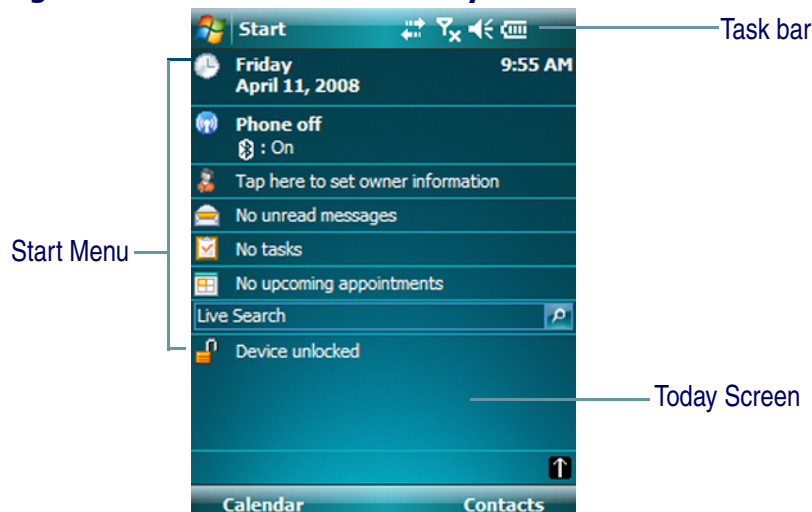 Start
Task bar
Friday 9:55 AM
April 11, 2008
Phone off
: On
Tap here to set owner information
No unread messages
Start Menu
No tasks
No upcoming appointments
Live Search
Device unlocked
Today Screen
Calendar Contacts